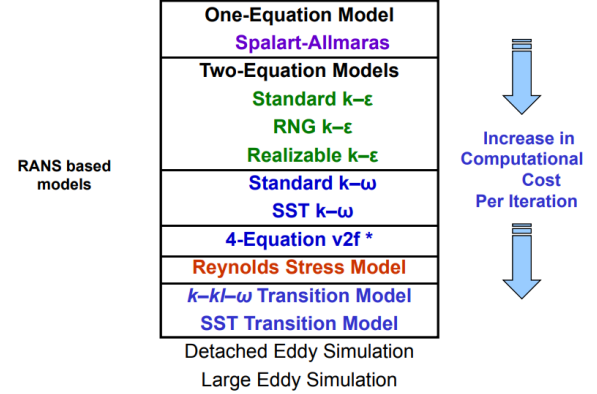 One-Equation Model
Spalart-Allmaras
Two-Equation Models
Standard k–ε
RNG k–ε
Realizable k–ε
Standard k–ω
SST k–ω
4-Equation v2f *
Reynolds Stress Model
k–kl–ω Transition Model
SST Transition Model
Detached Eddy Simulation
Large Eddy Simulation
RANS based
models
Increase in
Computational
Cost
Per Iteration